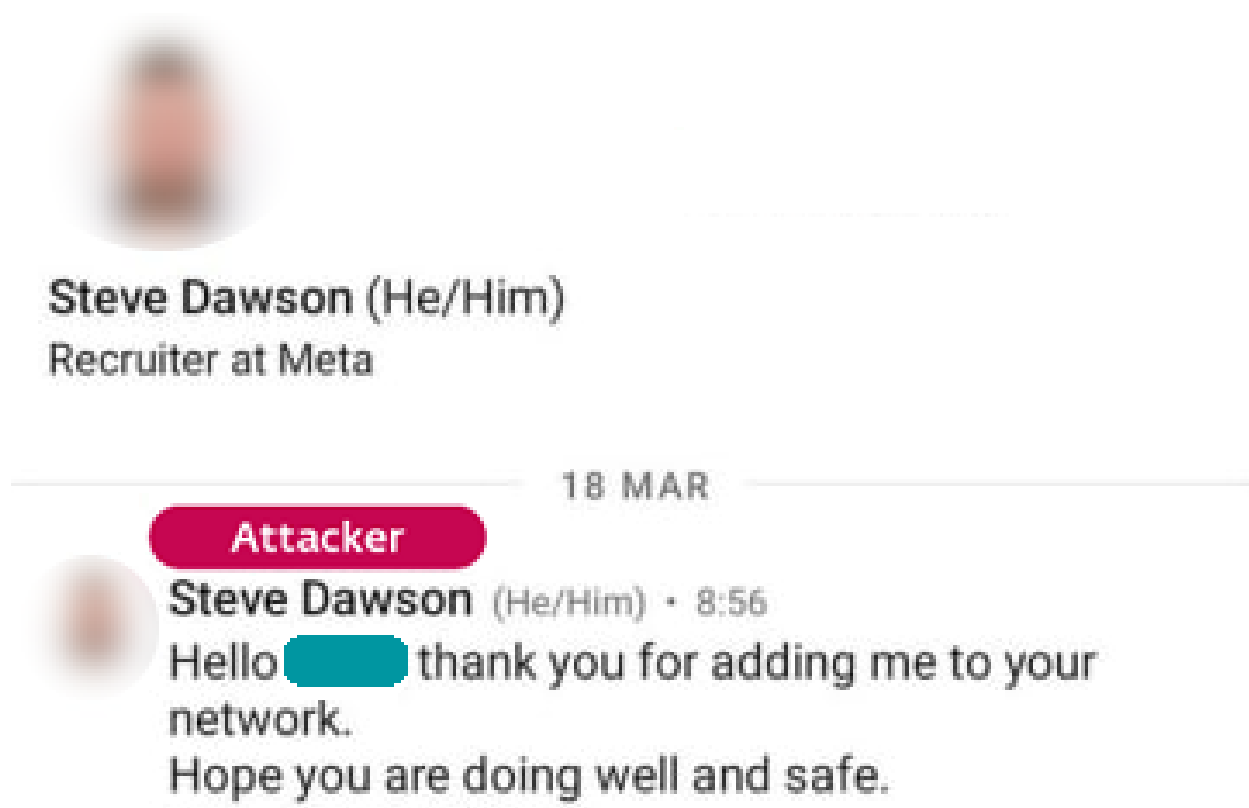 Steve Dawson (He/Him)
Recruiter at Meta
18 MAR
Attacker
Steve Dawson (He/Him) • 8:56
Hello thank you for adding me to your
network.
Hope you are doing well and safe.